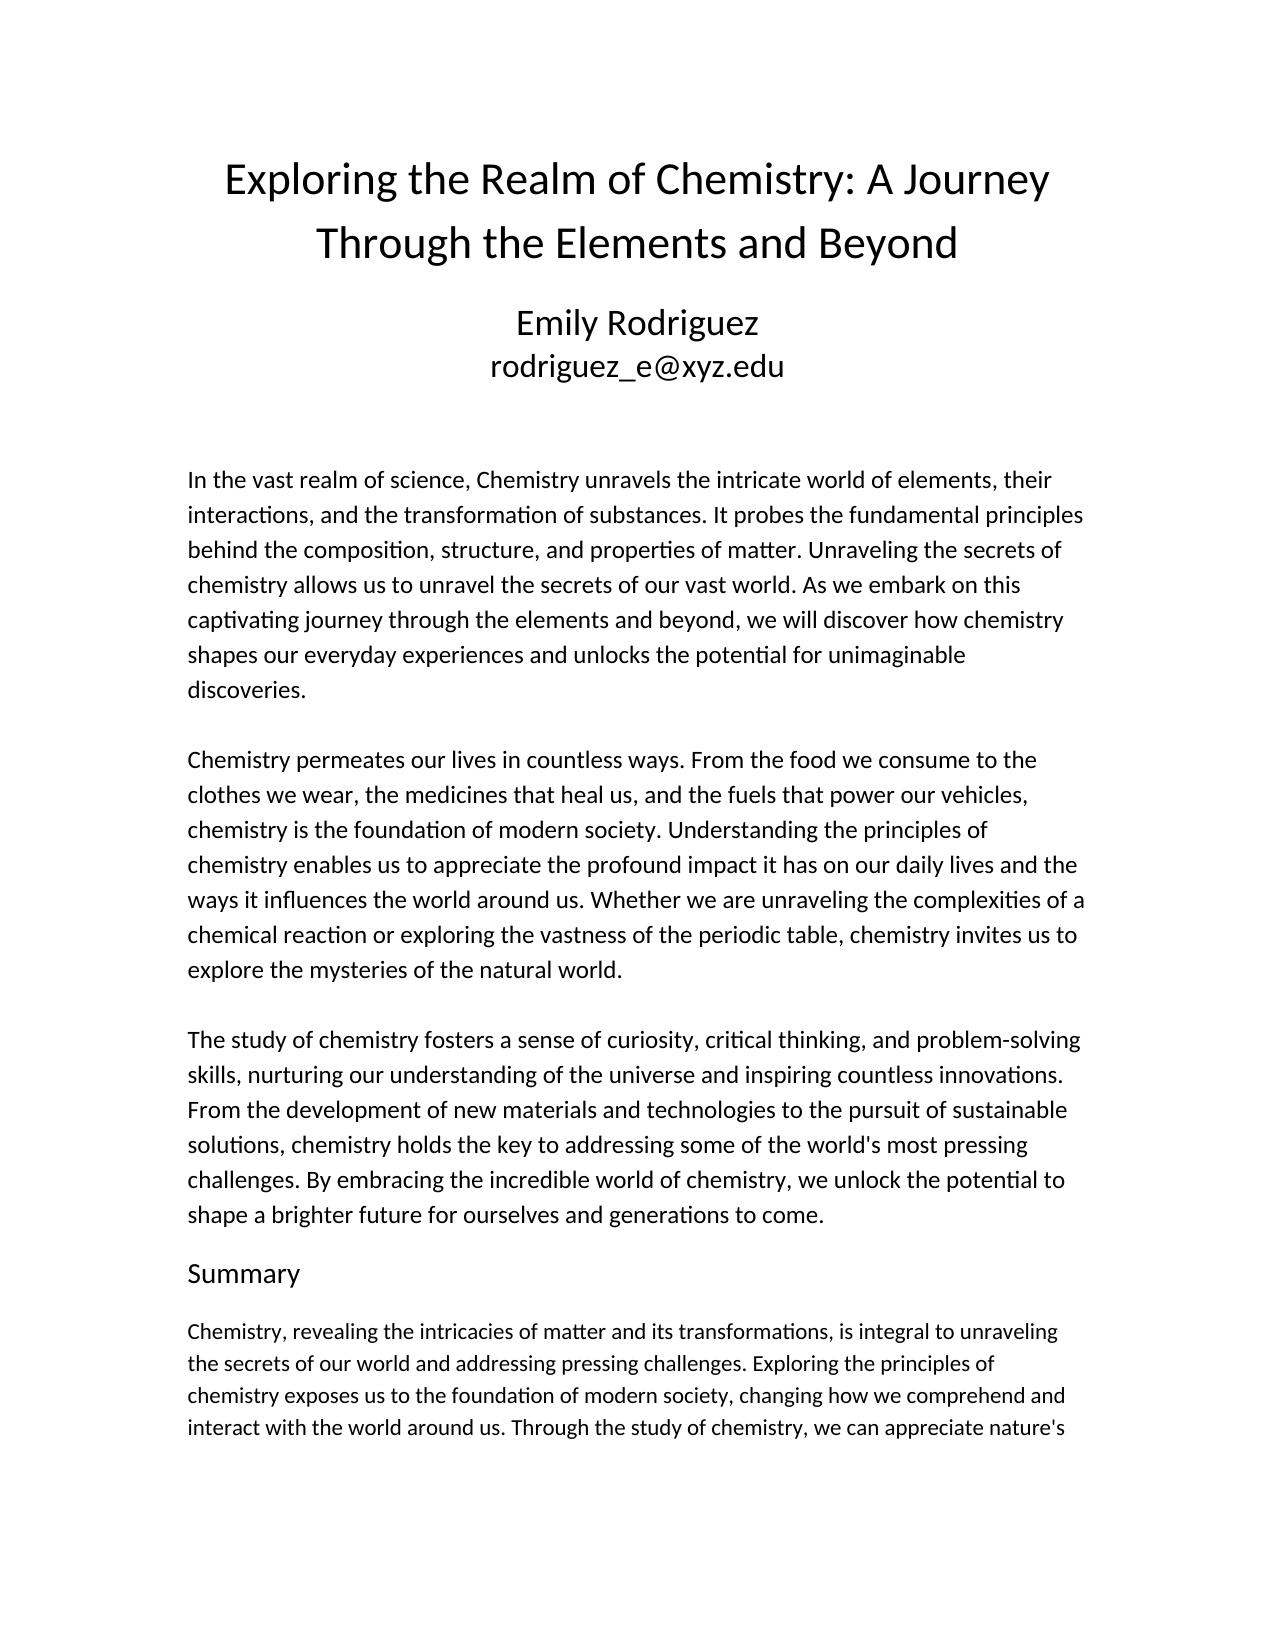 Exploring the Realm of Chemistry: A Journey
Through the Elements and Beyond
Emily Rodriguez
rodriguez_e@xyz.edu
In the vast realm of science, Chemistry unravels the intricate world of elements, their
interactions, and the transformation of substances. It probes the fundamental principles
behind the composition, structure, and properties of matter. Unraveling the secrets of
chemistry allows us to unravel the secrets of our vast world. As we embark on this
captivating journey through the elements and beyond, we will discover how chemistry
shapes our everyday experiences and unlocks the potential for unimaginable
discoveries.
Chemistry permeates our lives in countless ways. From the food we consume to the
clothes we wear, the medicines that heal us, and the fuels that power our vehicles,
chemistry is the foundation of modern society. Understanding the principles of
chemistry enables us to appreciate the profound impact it has on our daily lives and the
ways it influences the world around us. Whether we are unraveling the complexities of a
chemical reaction or exploring the vastness of the periodic table, chemistry invites us to
explore the mysteries of the natural world.
The study of chemistry fosters a sense of curiosity, critical thinking, and problem-solving
skills, nurturing our understanding of the universe and inspiring countless innovations.
From the development of new materials and technologies to the pursuit of sustainable
solutions, chemistry holds the key to addressing some of the world's most pressing
challenges. By embracing the incredible world of chemistry, we unlock the potential to
shape a brighter future for ourselves and generations to come.
Summary
Chemistry, revealing the intricacies of matter and its transformations, is integral to unraveling
the secrets of our world and addressing pressing challenges. Exploring the principles of
chemistry exposes us to the foundation of modern society, changing how we comprehend and
interact with the world around us. Through the study of chemistry, we can appreciate nature's